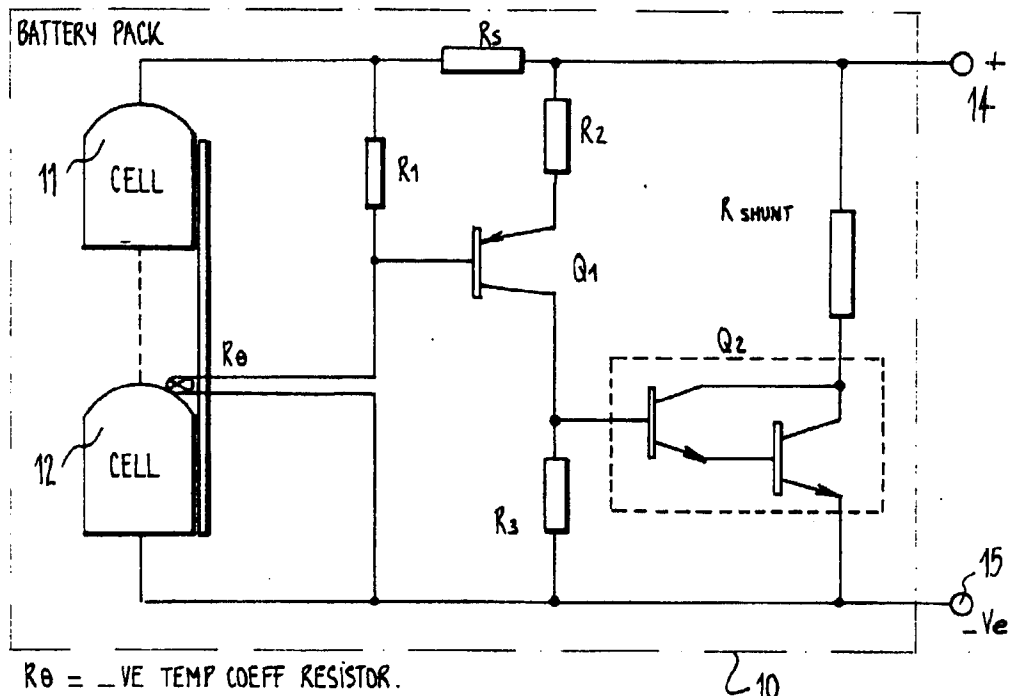 BATTERY PACK
Rs
+
14
R2
11
CELL
R1
R SHUNT
Q1
Q2
Rθ
12
CELL
R3
15
-Ve
Rθ = -VE TEMP COEFF RESISTOR.
10